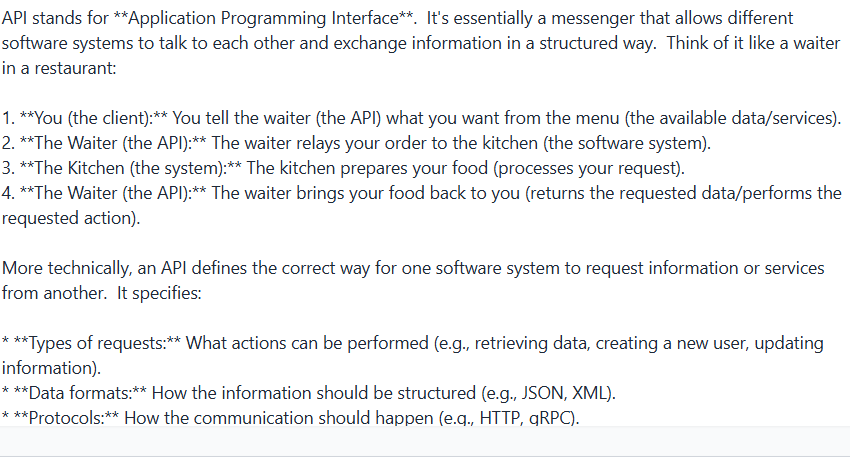 API stands for **Application Programming Interface**.  It's essentially a messenger that allows different
software systems to talk to each other and exchange information in a structured way.  Think of it like a waiter
in a restaurant:

1. **You (the client):** You tell the waiter (the API) what you want from the menu (the available data/services).
2. **The Waiter (the API):** The waiter relays your order to the kitchen (the software system).
3. **The Kitchen (the system):** The kitchen prepares your food (processes your request).
4. **The Waiter (the API):** The waiter brings your food back to you (returns the requested data/performs the
requested action).

More technically, an API defines the correct way for one software system to request information or services
from another.  It specifies:

* **Types of requests:** What actions can be performed (e.g., retrieving data, creating a new user, updating
information).
* **Data formats:** How the information should be structured (e.g., JSON, XML).
* **Protocols:** How the communication should happen (e.g., HTTP, gRPC).